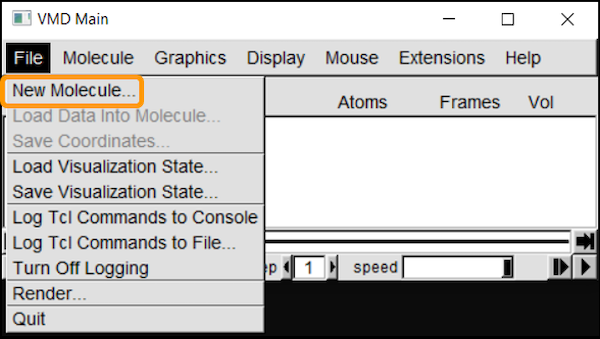 VMD Main
File Molecule Graphics Display Mouse Extensions Help
New Molecule...
Atoms Frames Vol
Load Data Into Molecule...
Save Coordinates...
Load Visualization State...
Save Visualization State...
Log Tcl Commands to Console
Log Tcl Commands to File...
Turn Off Logging
1 speed
Render...
Quit